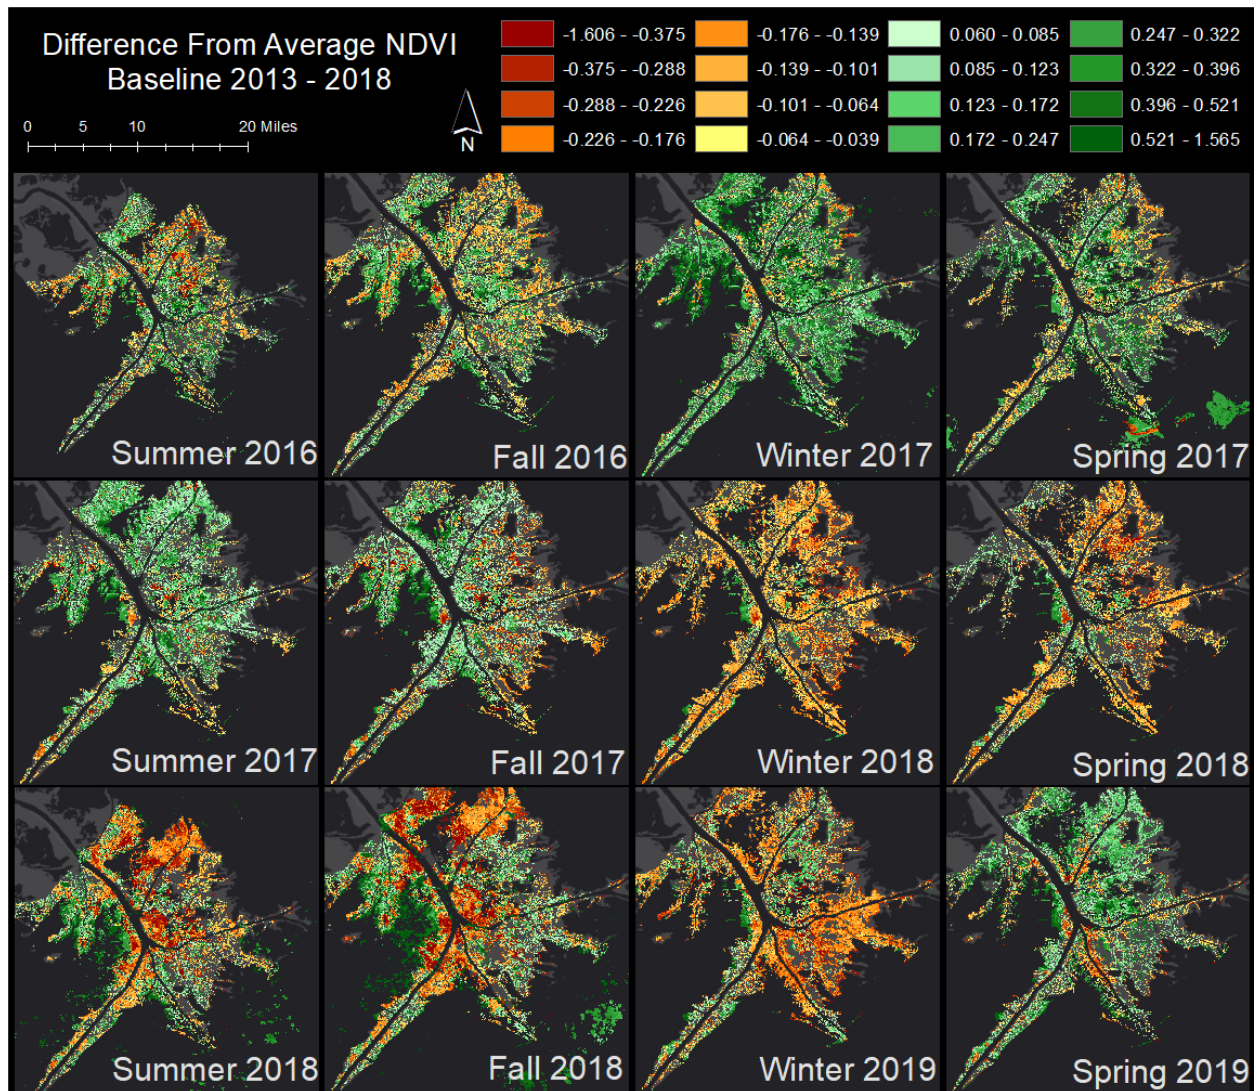 Difference From Average NDVI
Baseline 2013 - 2018
0 5 10 20 Miles
N
-1.606 - -0.375
-0.375 - -0.288
-0.288 - -0.226
-0.226 - -0.176
-0.176 - -0.139
-0.139 - -0.101
-0.101 - -0.064
-0.064 - -0.039
0.060 - 0.085
0.085 - 0.123
0.123 - 0.172
0.172 - 0.247
0.247 - 0.322
0.322 - 0.396
0.396 - 0.521
0.521 - 1.565
Summer 2016
Fall 2016
Winter 2017
Spring 2017
Summer 2017
Fall 2017
Winter 2018
Spring 2018
Summer 2018
Fall 2018
Winter 2019
Spring 2019